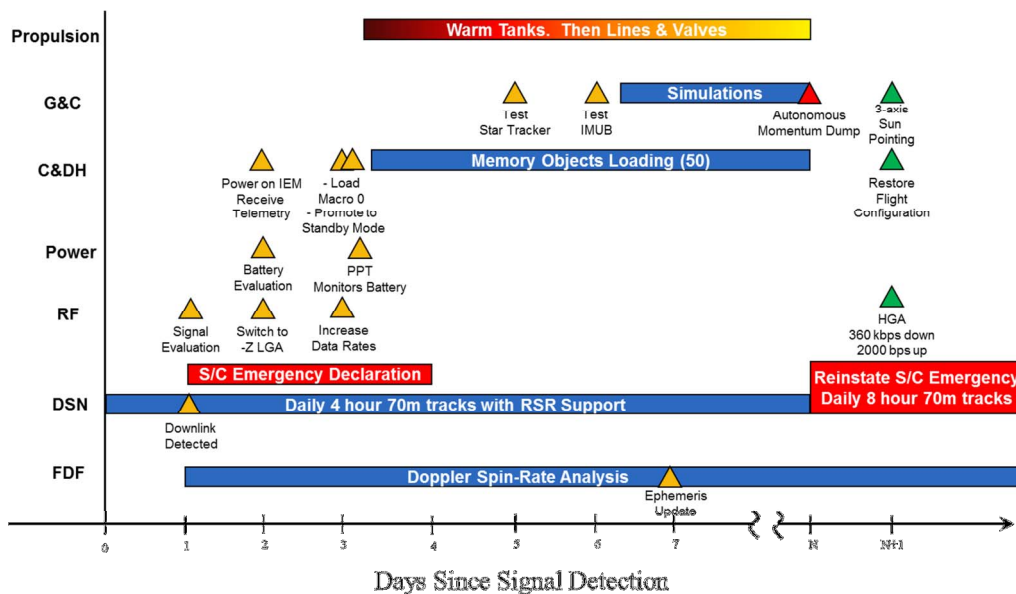 Propulsion
Warm Tanks. Then Lines & Valves
G&C
Simulations
Test
Star Tracker
Test
IMUB
Autonomous
Momentum Dump
3-axis
Sun
Pointing
C&DH
Memory Objects Loading (50)
Power on IEM
Receive
Telemetry
- Load
Macro 0
- Promote to
Standby Mode
Restore
Flight
Configuration
Power
Battery
Evaluation
PPT
Monitors Battery
RF
Signal
Evaluation
Switch to
-Z LGA
Increase
Data Rates
HGA
360 kbps down
2000 bps up
S/C Emergency Declaration
Reinstate S/C Emergency
Daily 8 hour 70m tracks
DSN
Daily 4 hour 70m tracks with RSR Support
Downlink
Detected
FDF
Doppler Spin-Rate Analysis
Ephemeris
Update
0 1 2 3 4 5 6 7 N N+1
Days Since Signal Detection